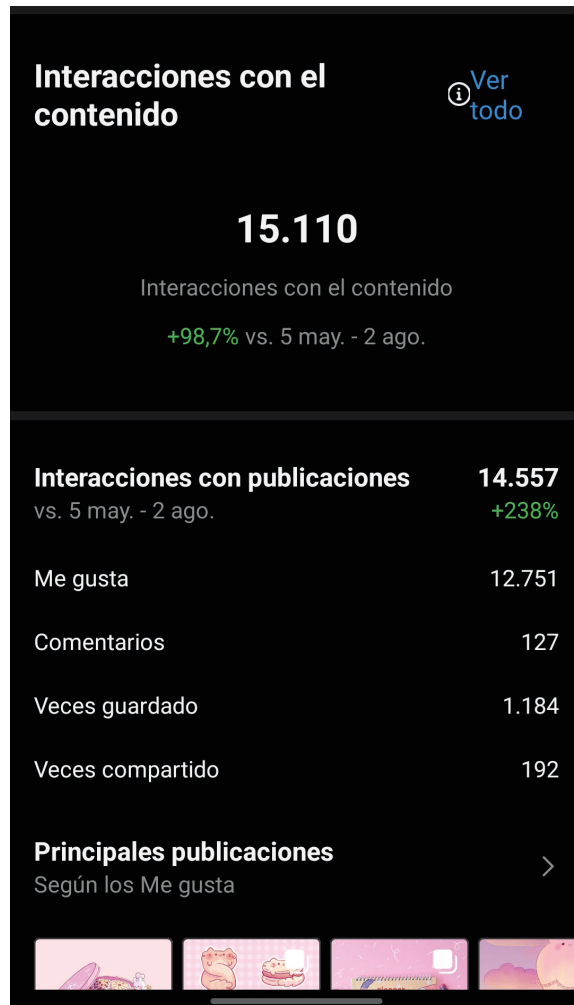 Interacciones con el
contenido
Ver
todo
15.110
Interacciones con el contenido
+98,7% vs. 5 may. - 2 ago.
Interacciones con publicaciones 14.557
vs. 5 may. - 2 ago. +238%
Me gusta 12.751
Comentarios 127
Veces guardado 1.184
Veces compartido 192
Principales publicaciones
Según los Me gusta